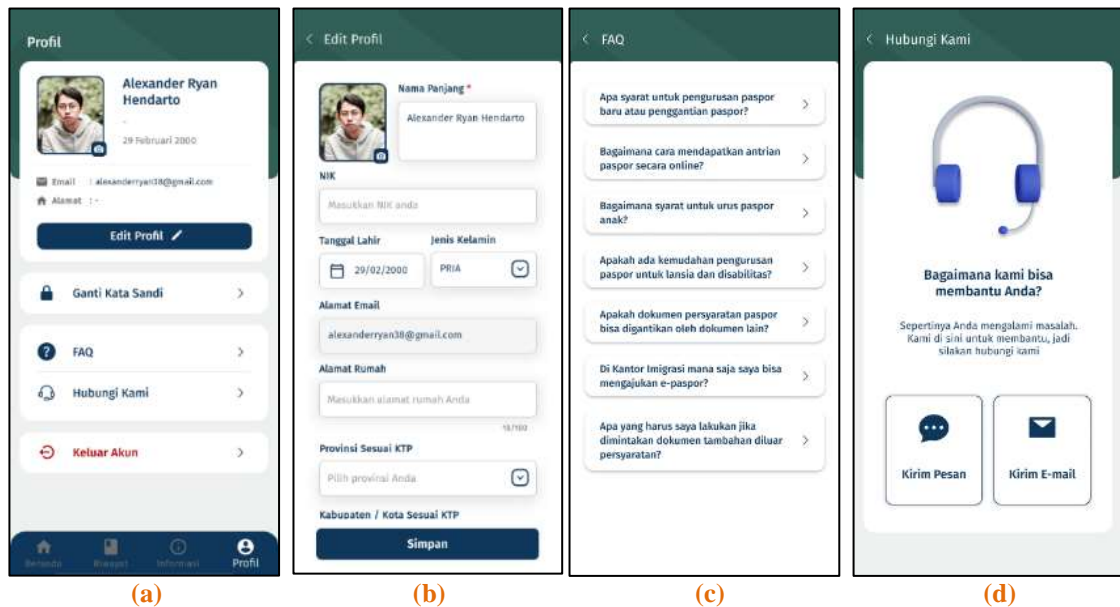 Profil
Alexander Ryan
Hendarto
-
29 Februari 2000
Email : alexanderryan38@gmail.com
Alamat : -
Edit Profil
Ganti Kata Sandi
FAQ
Hubungi Kami
Keluar Akun
Beranda
Riwayat
Informasi
Profil
(a)
Edit Profil
Nama Panjang *
Alexander Ryan Hendarto
NIK
Masukkan NIK anda
Tanggal Lahir
Jenis Kelamin
29/02/2000
PRIA
Alamat Email
alexanderryan38@gmail.com
Alamat Rumah
Masukkan alamat rumah Anda
Provinsi Sesuai KTP
Pilih provinsi Anda
Kabupaten / Kota Sesuai KTP
Simpan
(b)
FAQ
Apa syarat untuk pengurusan paspor
baru atau penggantian paspor?
Bagaimana cara mendapatkan antrian
paspor secara online?
Bagaimana syarat untuk urus paspor
anak?
Apakah ada kemudahan pengurusan
paspor untuk lansia dan disabilitas?
Apakah dokumen persyaratan paspor
bisa digantikan oleh dokumen lain?
Di Kantor Imigrasi mana saja saya bisa
mengajukan e-paspor?
Apa yang harus saya lakukan jika
dimintakan dokumen tambahan diluar
persyaratan?
(c)
Hubungi Kami
Bagaimana kami bisa
membantu Anda?
Sepertinya Anda mengalami masalah.
Kami di sini untuk membantu, jadi
silakan hubungi kami
Kirim Pesan
Kirim E-mail
(d)